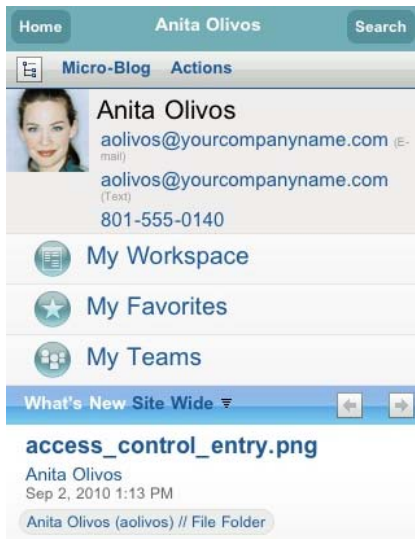 Home Anita Olivos Search
Micro-Blog Actions
Anita Olivos
aolivos@yourcompanyname.com (E-
mail)
aolivos@yourcompanyname.com
(Text)
801-555-0140
My Workspace
My Favorites
My Teams
What's New Site Wide
access_control_entry.png
Anita Olivos
Sep 2, 2010 1:13 PM
Anita Olivos (aolivos) // File Folder